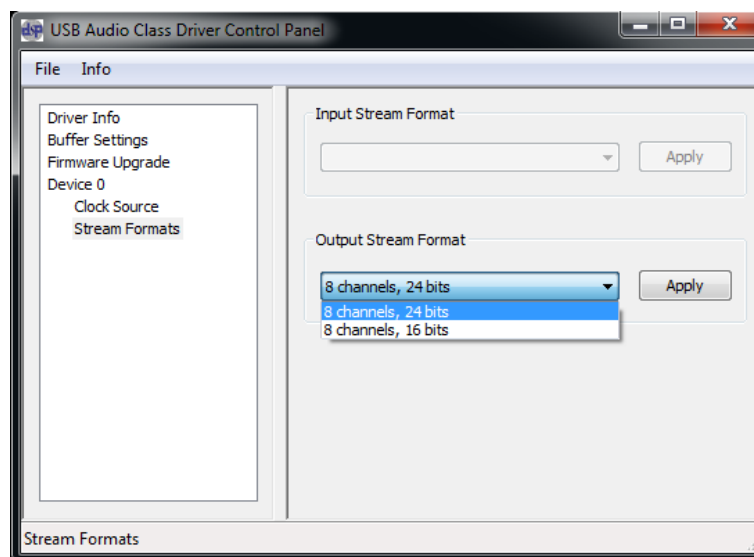 dsp USB Audio Class Driver Control Panel
File Info
Driver Info
Buffer Settings
Firmware Upgrade
Device 0
Clock Source
Stream Formats
Input Stream Format
Apply
Output Stream Format
8 channels, 24 bits
Apply
8 channels, 24 bits
8 channels, 16 bits
Stream Formats